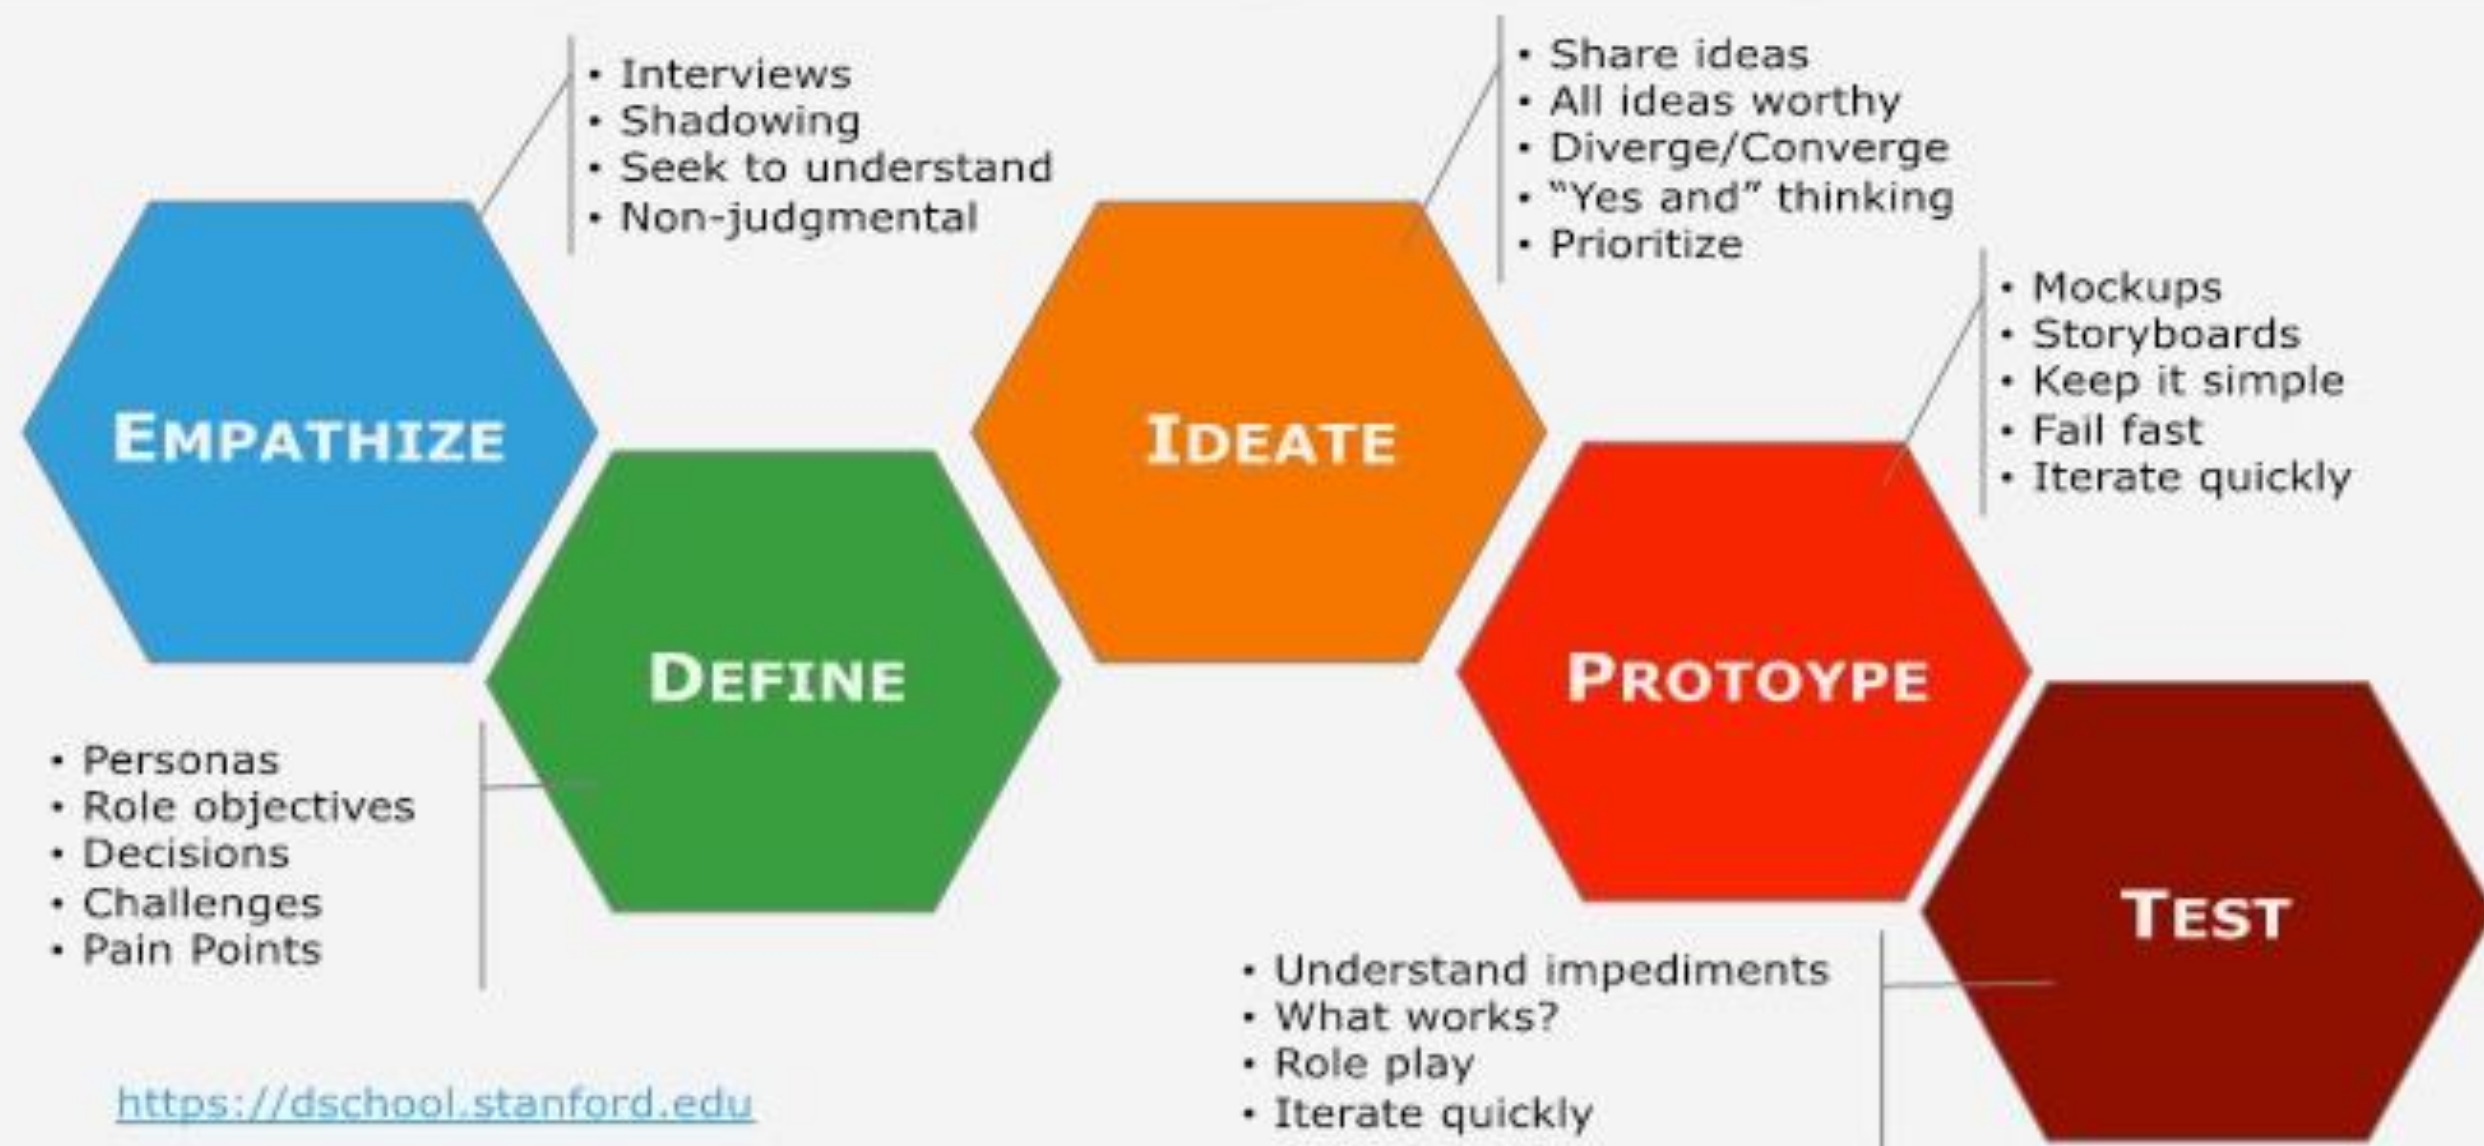 EMPATHIZE
• Interviews
• Shadowing
• Seek to understand
• Non-judgmental
DEFINE
• Personas
• Role objectives
• Decisions
• Challenges
• Pain Points
IDEATE
• Share ideas
• All ideas worthy
• Diverge/Converge
• “Yes and” thinking
• Prioritize
PROTOYPE
• Mockups
• Storyboards
• Keep it simple
• Fail fast
• Iterate quickly
TEST
• Understand impediments
• What works?
• Role play
• Iterate quickly
https://dschool.stanford.edu